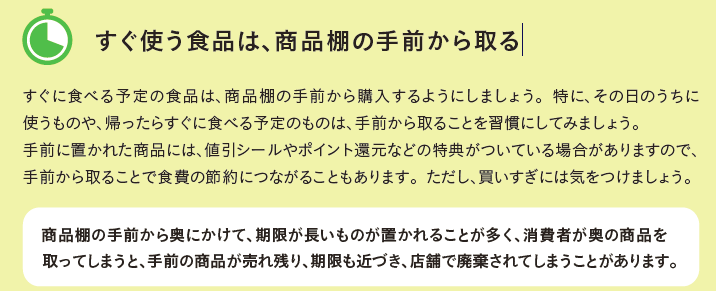 すぐ使う食品は、商品棚の手前から取る
すぐに食べる予定の食品は、商品棚の手前から購入するようにしましょう。特に、その日のうちに
使うものや、帰ったらすぐに食べる予定のものは、手前から取ることを習慣にしてみましょう。
手前に置かれた商品には、値引シールやポイント還元などの特典がついている場合がありますので、
手前から取ることで食費の節約につながることもあります。ただし、買いすぎには気をつけましょう。
商品棚の手前から奥にかけて、期限が長いものが置かれることが多く、消費者が奥の商品を
取ってしまうと、手前の商品が売れ残り、期限も近づき、店舗で廃棄されてしまうことがあります。